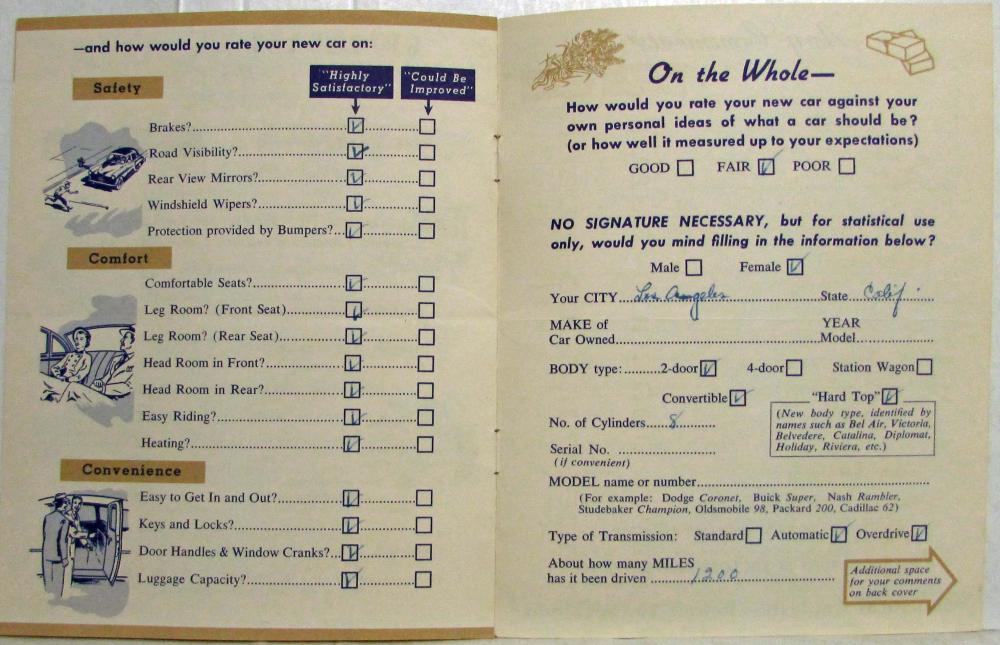 —and how would you rate your new car on:
"Highly Satisfactory"
"Could Be Improved"
Safety
Brakes?
Road Visibility?
Rear View Mirrors?
Windshield Wipers?
Protection provided by Bumpers?
Comfort
Comfortable Seats?
Leg Room? (Front Seat)
Leg Room? (Rear Seat)
Head Room in Front?
Head Room in Rear?
Easy Riding?
Heating?
Convenience
Easy to Get In and Out?
Keys and Locks?
Door Handles & Window Cranks?
Luggage Capacity?
On the Whole—
How would you rate your new car against your
own personal ideas of what a car should be?
(or how well it measured up to your expectations)
GOOD FAIR POOR
NO SIGNATURE NECESSARY, but for statistical use
only, would you mind filling in the information below?
Male Female
Your CITY Los Angeles State Calif.
MAKE of YEAR
Car Owned Model
BODY type: 2-door 4-door Station Wagon
Convertible "Hard Top"
(New body type, identified by
names such as Bel Air, Victoria,
Belvedere, Catalina, Diplomat,
Holiday, Riviera, etc.)
No. of Cylinders 8
Serial No.
(if convenient)
MODEL name or number
(For example: Dodge Coronet, Buick Super, Nash Rambler,
Studebaker Champion, Oldsmobile 98, Packard 200, Cadillac 62)
Type of Transmission: Standard Automatic Overdrive
About how many MILES
has it been driven 1200
Additional space
for your comments
on back cover